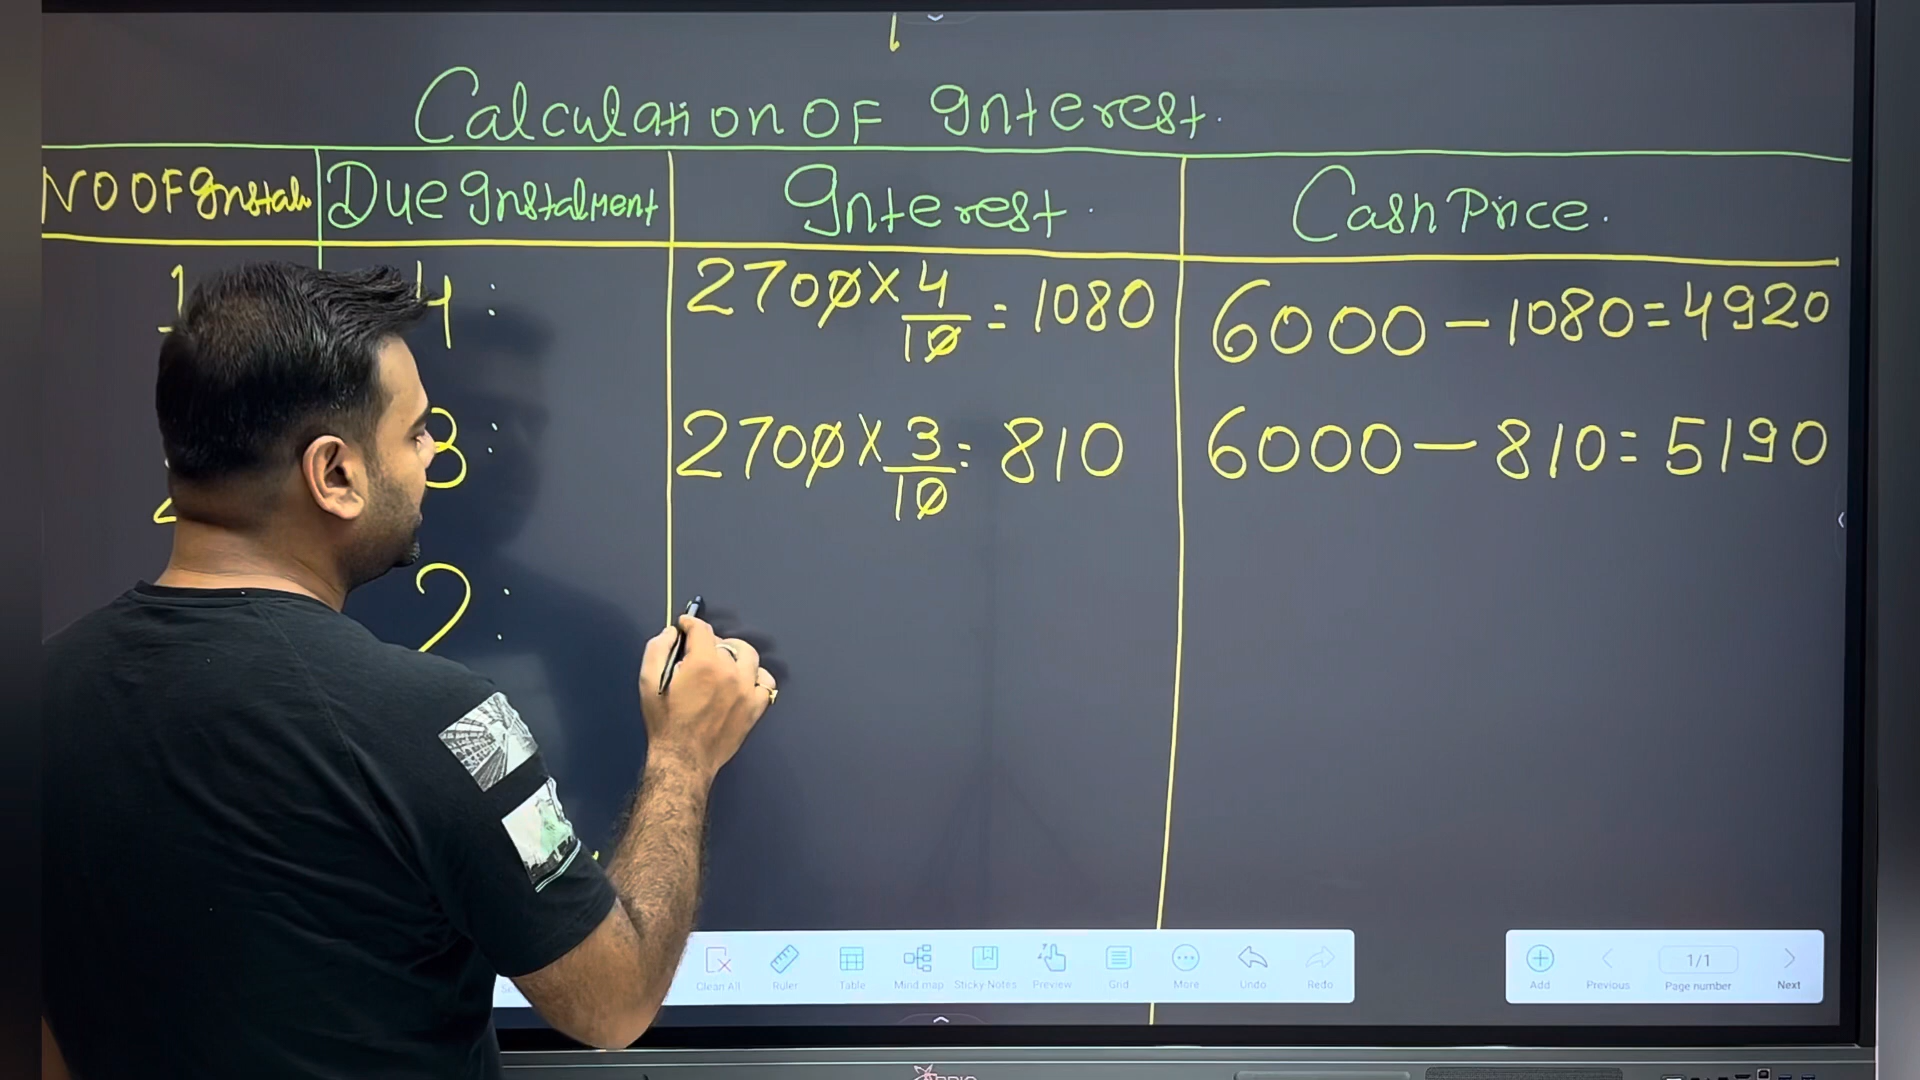 Calculation OF Interest.
NO OF Instal. Due Instalment Interest. Cash Price.
1 4: 2700 × 4/10 = 1080 6000 - 1080 = 4920
3: 2700 × 3/10 = 810 6000 - 810 = 5190
2:
Clean All Ruler Table Mind map Sticky Notes Preview Grid More Undo Redo
Add Previous 1/1 Page number Next